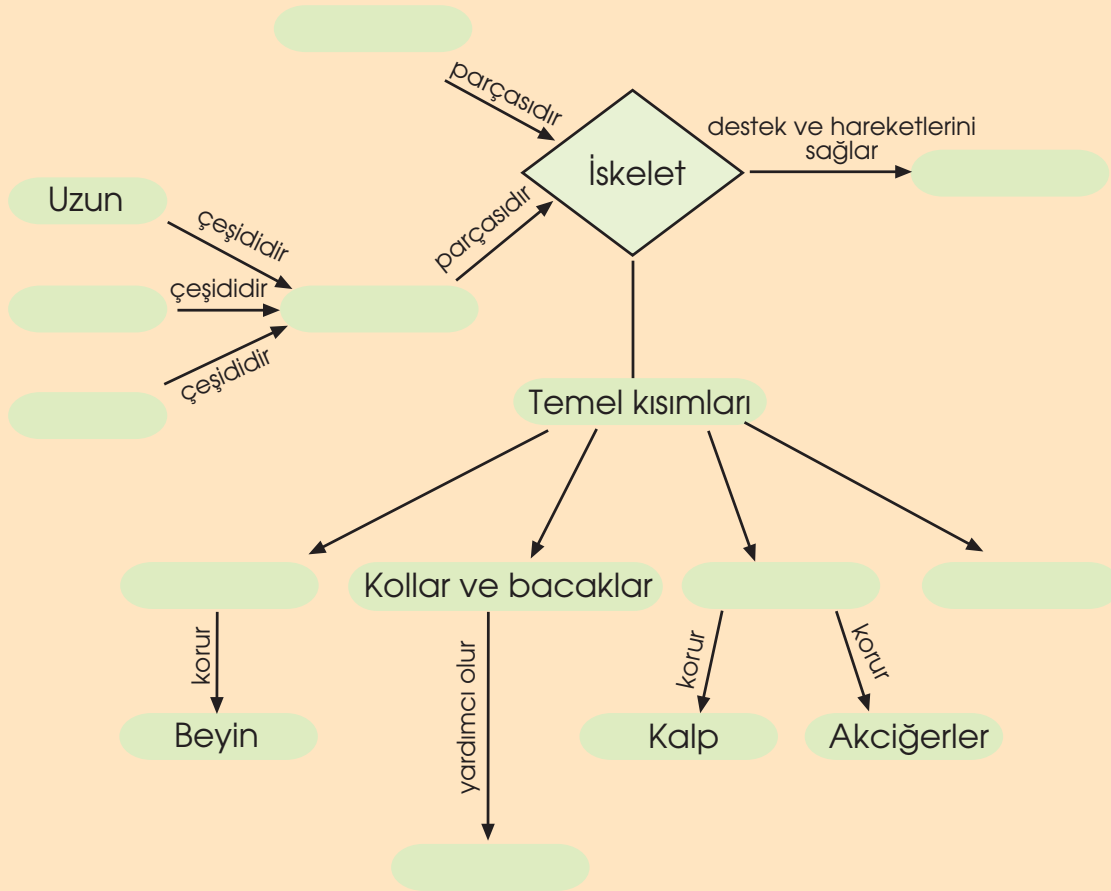 parçasıdır
destek ve hareketlerini
sağlar
İskelet
Uzun
çeşididir
parçasıdır
çeşididir
çeşididir
Temel kısımları
Kollar ve bacaklar
korur
yardımcı olur
korur
korur
Beyin
Kalp
Akciğerler